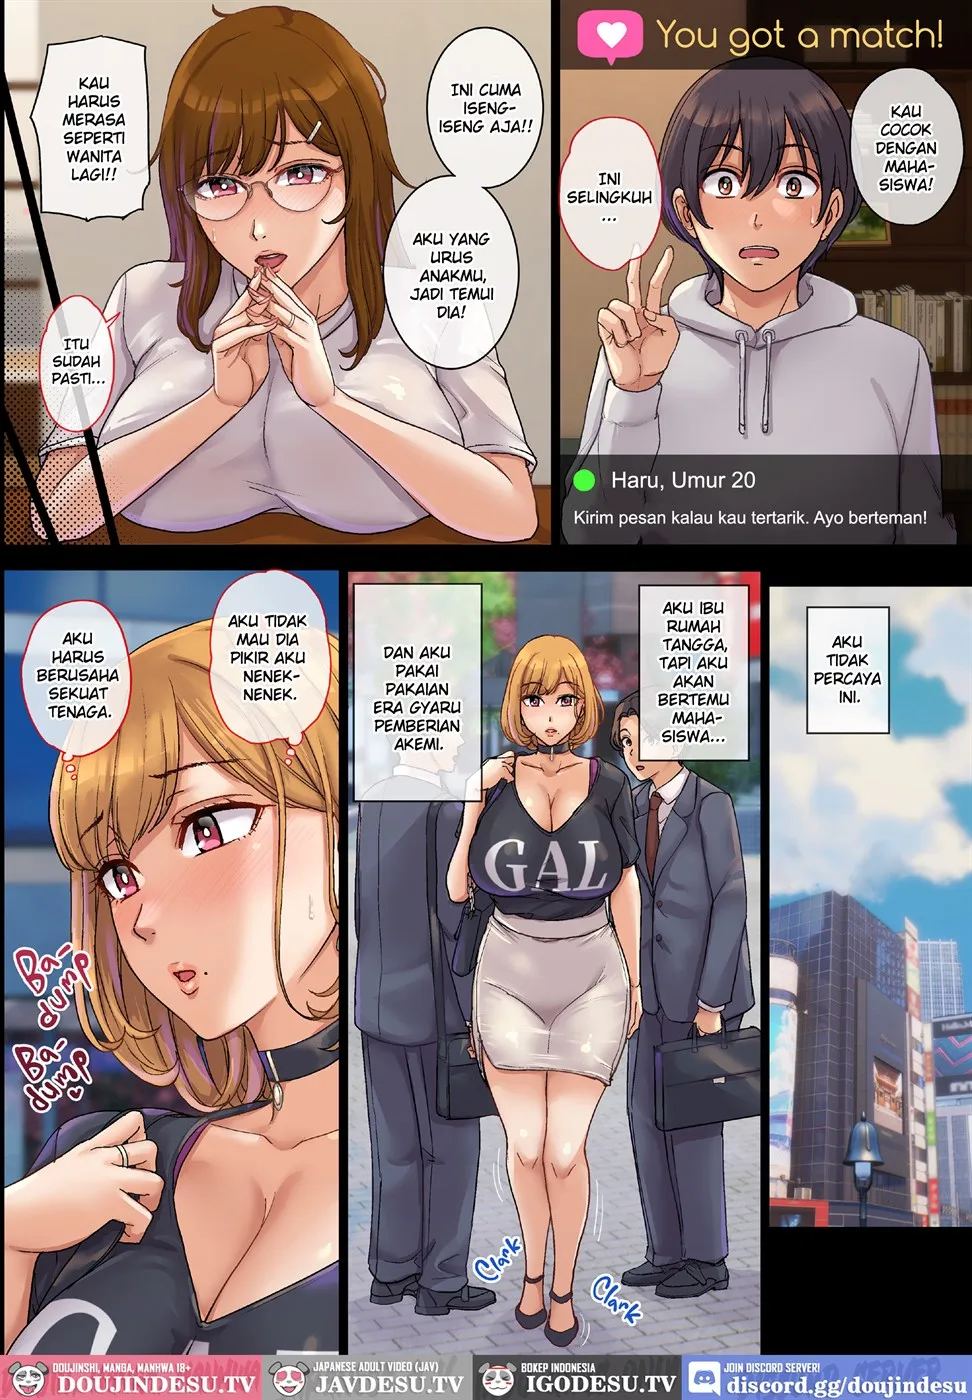 You got a match!
KAU
COCOK
DENGAN
MAHA-
SISWA!
INI
SELINGKUH
...
Haru, Umur 20
Kirim pesan kalau kau tertarik. Ayo berteman!
INI CUMA
ISENG-
ISENG AJA!!
AKU YANG
URUS
ANAKMU,
JADI TEMUI
DIA!
KAU
HARUS
MERASA
SEPERTI
WANITA
LAGI!!
ITU
SUDAH
PASTI...
AKU
TIDAK
PERCAYA
INI.
AKU IBU
RUMAH
TANGGA,
TAPI AKU
AKAN
BERTEMU
MAHA-
SISWA...
DAN AKU
PAKAI
PAKAIAN
ERA GYARU
PEMBERIAN
AKEMI.
GAL
Clark
Clark
AKU TIDAK
MAU DIA
PIKIR AKU
NENEK-
NENEK.
AKU
HARUS
BERUSAHA
SEKUAT
TENAGA.
Ba-
dump
Ba-
dump
DOUJINSHI, MANGA, MANHWA 18+
DOUJINDESU.TV
JAPANESE ADULT VIDEO (JAV)
JAVDESU.TV
BOKEP INDONESIA
IGODESU.TV
JOIN DISCORD SERVER!
discord.gg/doujindesu